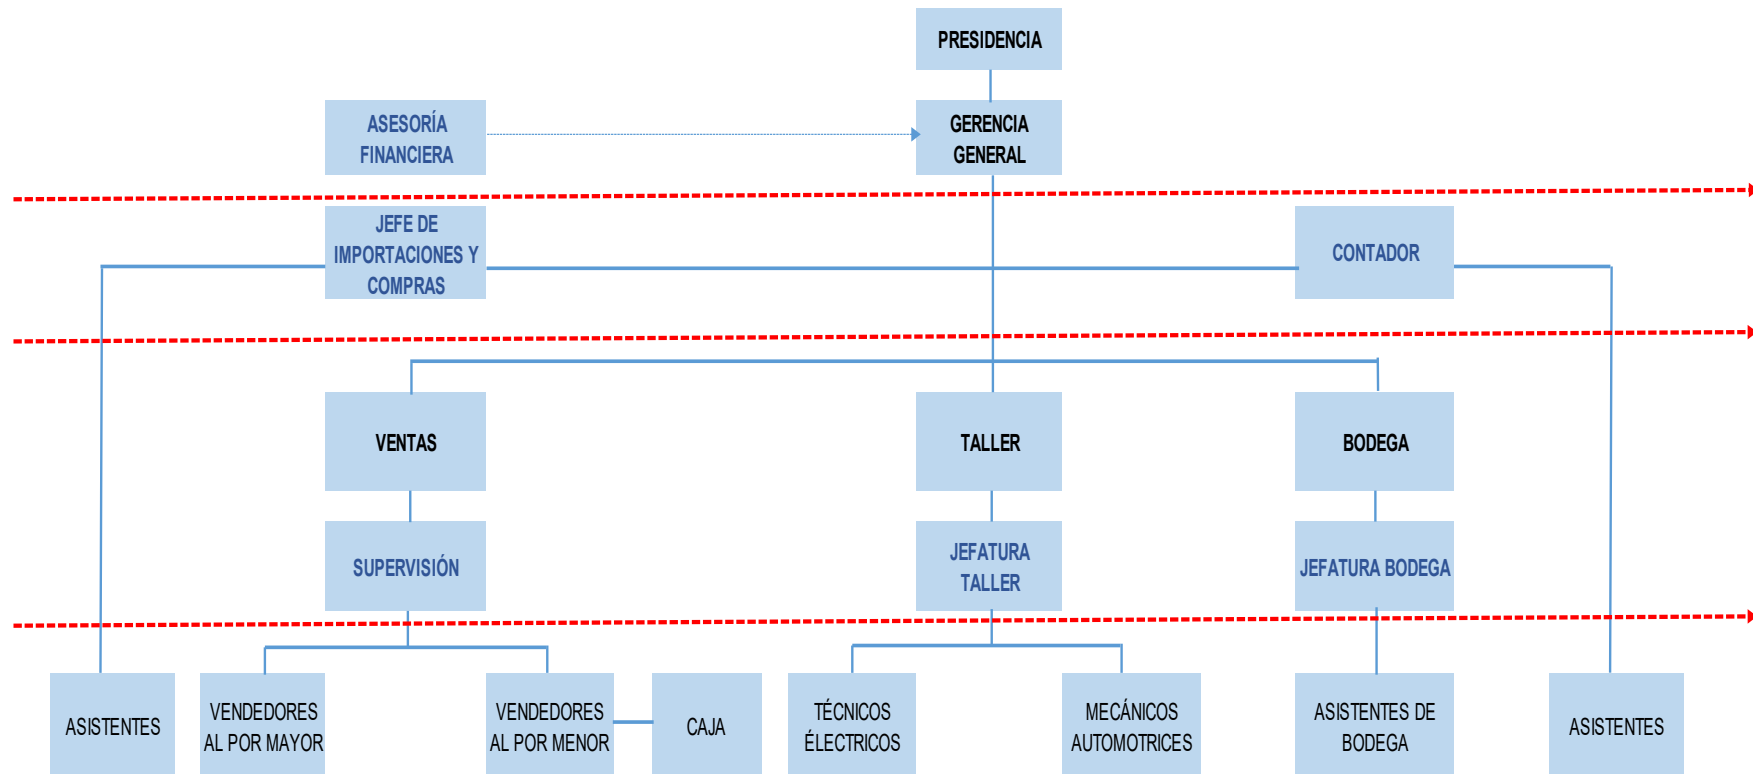 PRESIDENCIA
ASESORÍA
FINANCIERA
GERENCIA
GENERAL
JEFE DE
IMPORTACIONES Y
COMPRAS
CONTADOR
VENTAS
TALLER
BODEGA
SUPERVISIÓN
JEFATURA
TALLER
JEFATURA BODEGA
ASISTENTES
VENDEDORES
AL POR MAYOR
VENDEDORES
AL POR MENOR
CAJA
TÉCNICOS
ÉLECTRICOS
MECÁNICOS
AUTOMOTRICES
ASISTENTES DE
BODEGA
ASISTENTES